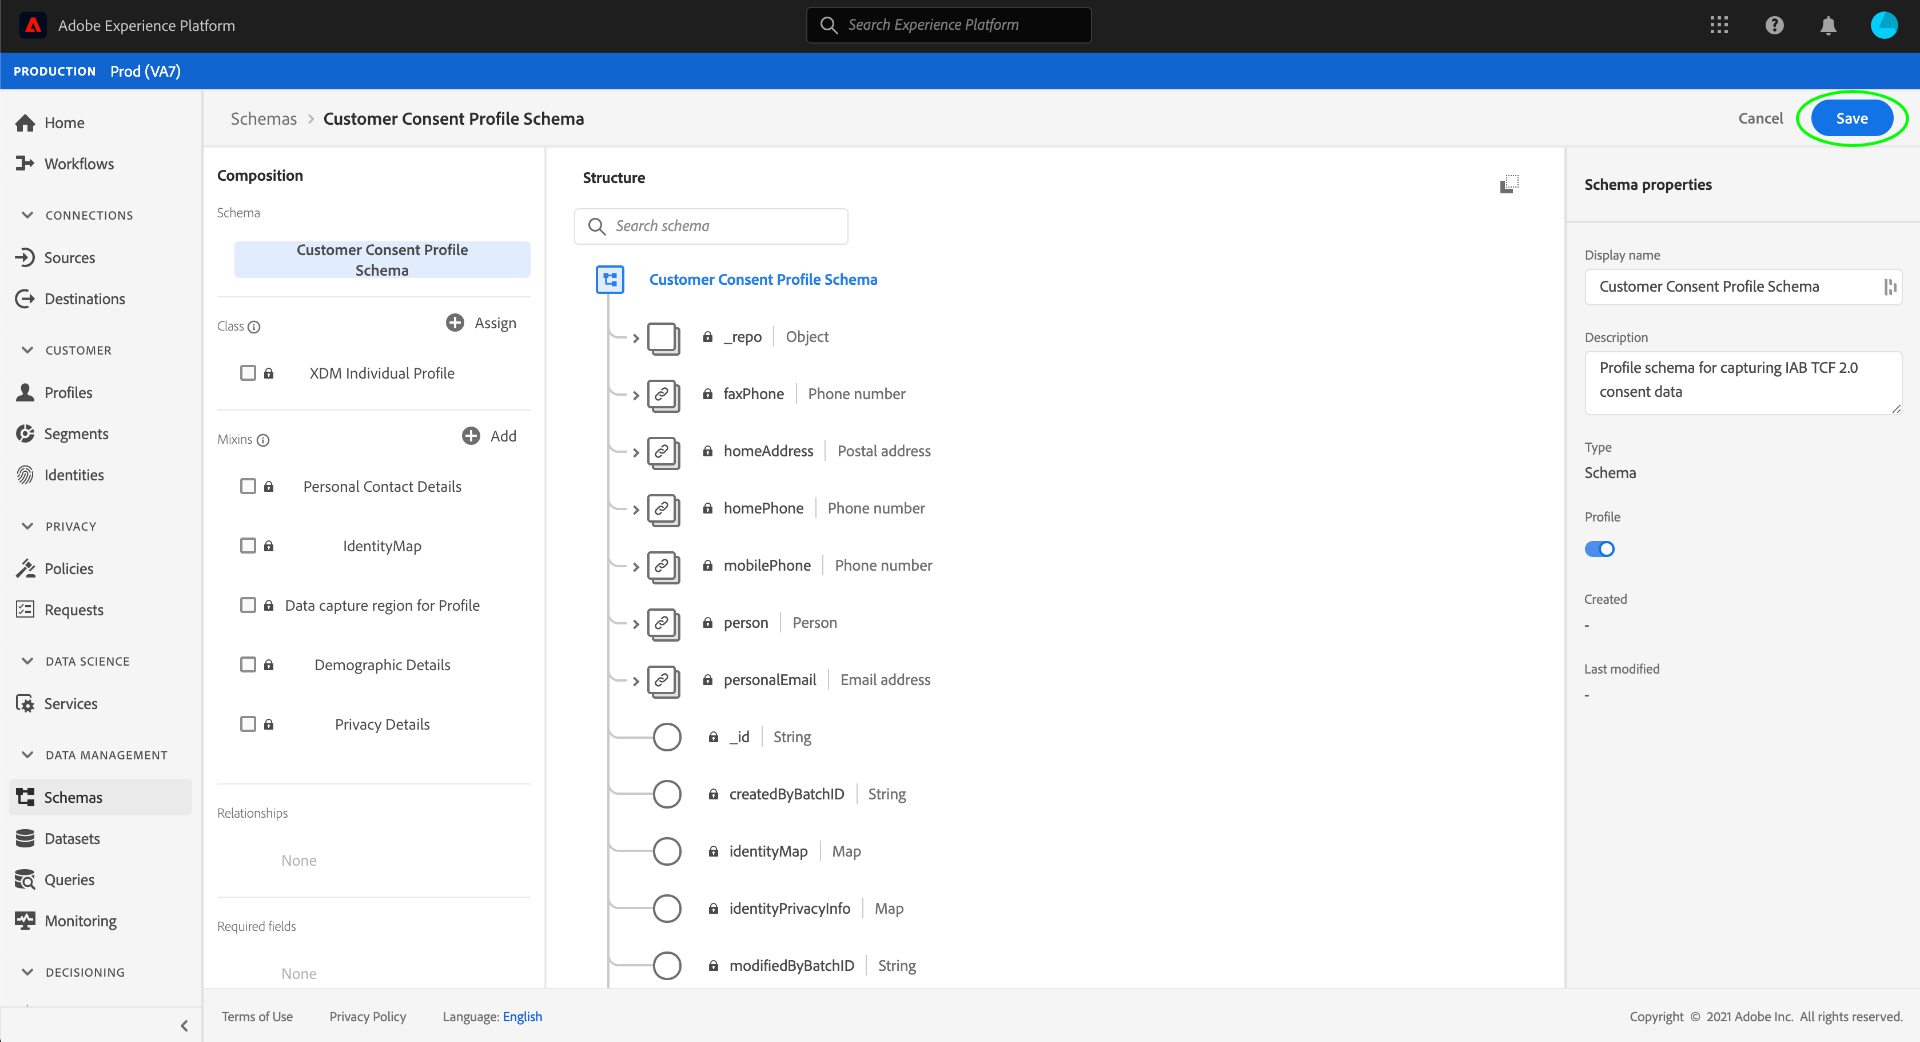 Adobe Experience Platform
Search Experience Platform
PRODUCTION Prod (VA7)
Home
Workflows
CONNECTIONS
Sources
Destinations
CUSTOMER
Profiles
Segments
Identities
PRIVACY
Policies
Requests
DATA SCIENCE
Services
DATA MANAGEMENT
Schemas
Datasets
Queries
Monitoring
DECISIONING
Schemas > Customer Consent Profile Schema
Cancel
Save
Composition
Schema
Customer Consent Profile
Schema
Class
Assign
XDM Individual Profile
Mixins
Add
Personal Contact Details
IdentityMap
Data capture region for Profile
Demographic Details
Privacy Details
Relationships
None
Required fields
None
Structure
Search schema
Customer Consent Profile Schema
_repo | Object
faxPhone | Phone number
homeAddress | Postal address
homePhone | Phone number
mobilePhone | Phone number
person | Person
personalEmail | Email address
_id | String
createdByBatchID | String
identityMap | Map
identityPrivacyInfo | Map
modifiedByBatchID | String
Schema properties
Display name
Customer Consent Profile Schema
Description
Profile schema for capturing IAB TCF 2.0
consent data
Type
Schema
Profile
Created
-
Last modified
-
Terms of Use
Privacy Policy
Language: English
Copyright © 2021 Adobe Inc. All rights reserved.